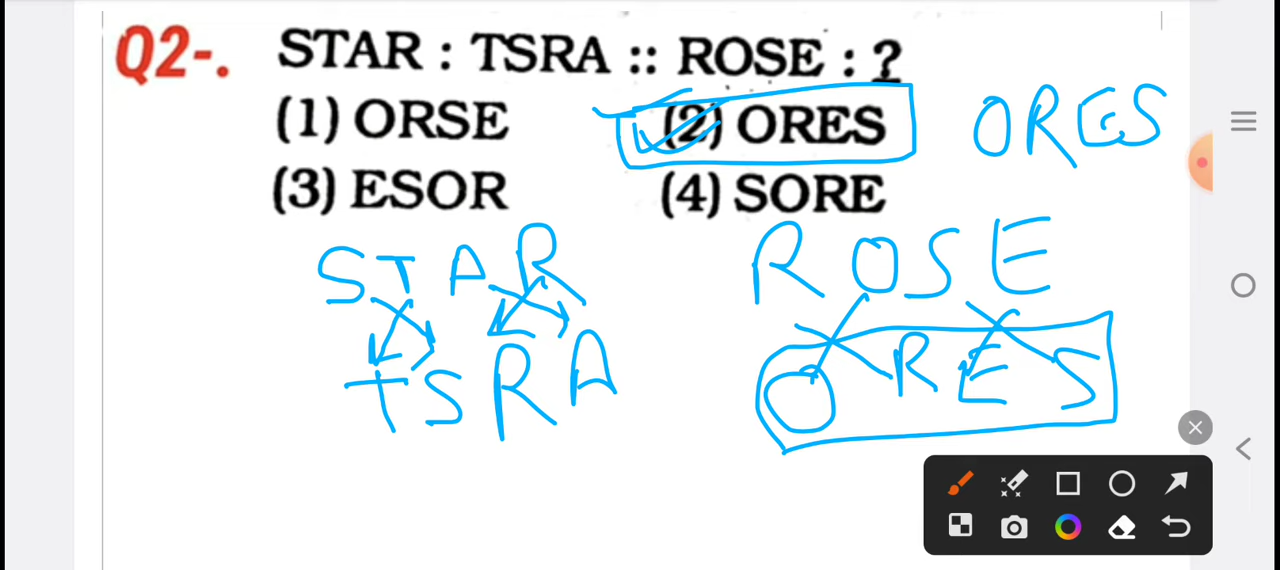 Q2-. STAR : TSRA :: ROSE : ?
(1) ORSE (2) ORES ORES
(3) ESOR (4) SORE
STAR ROSE
TSRA ORES